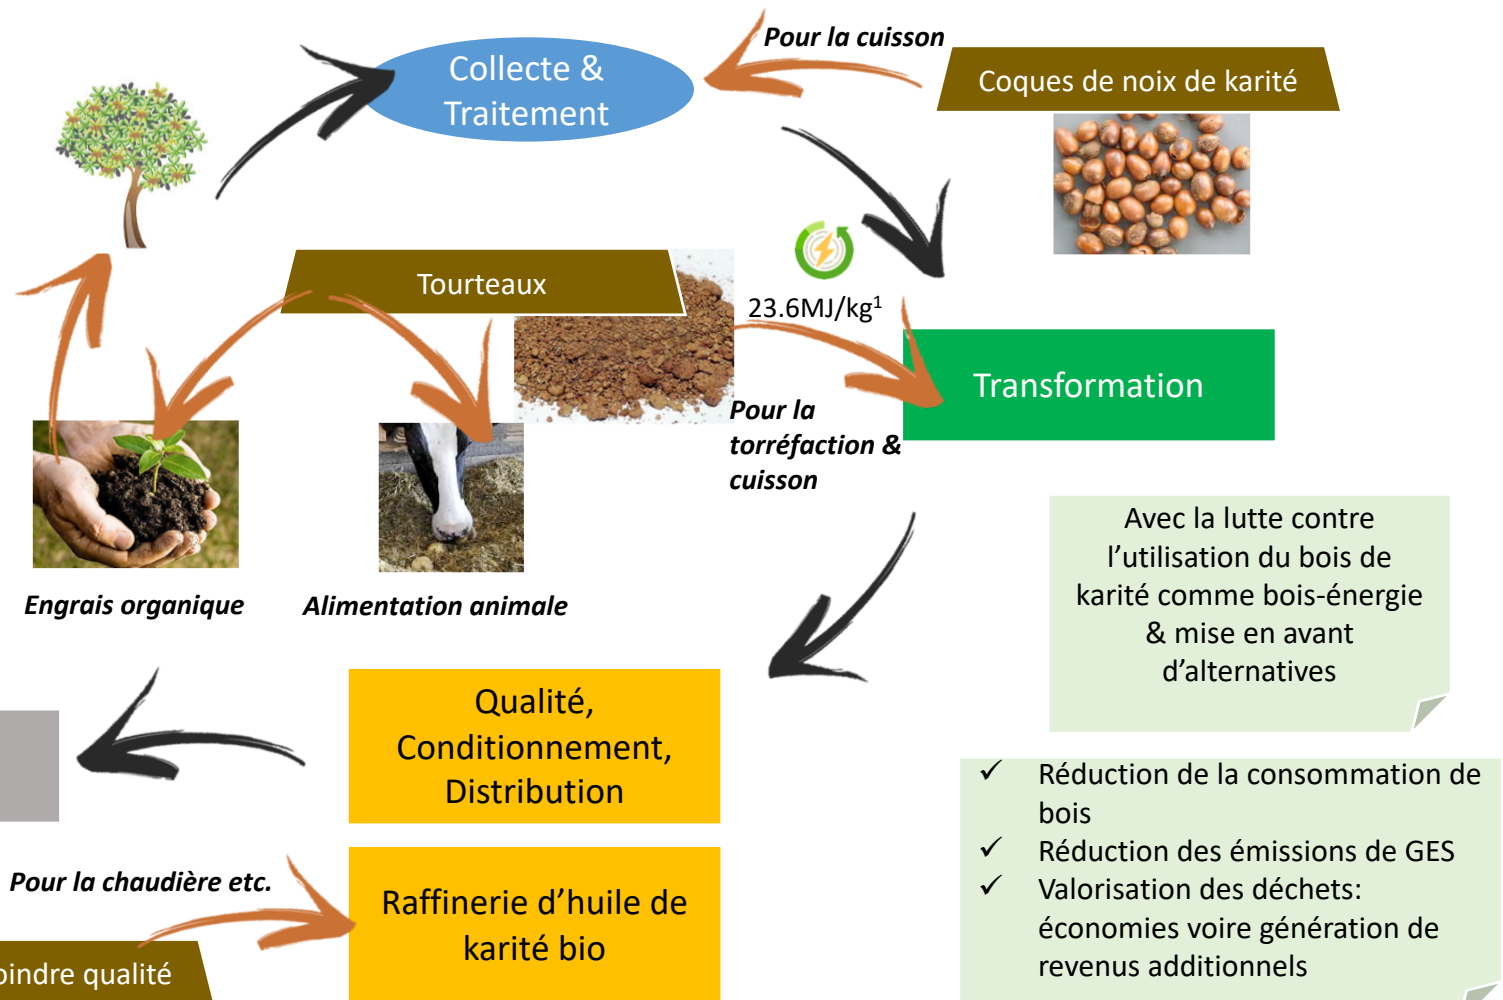 Pour la cuisson
Collecte &
Traitement
Coques de noix de karité
Tourteaux
23.6MJ/kg¹
Transformation
Pour la
torréfaction &
cuisson
Engrais organique
Alimentation animale
Avec la lutte contre
l’utilisation du bois de
karité comme bois-énergie
& mise en avant
d’alternatives
Qualité,
Conditionnement,
Distribution
✓ Réduction de la consommation de
bois
✓ Réduction des émissions de GES
✓ Valorisation des déchets:
économies voire génération de
revenus additionnels
Pour la chaudière etc.
Raffinerie d’huile de
karité bio
qualité